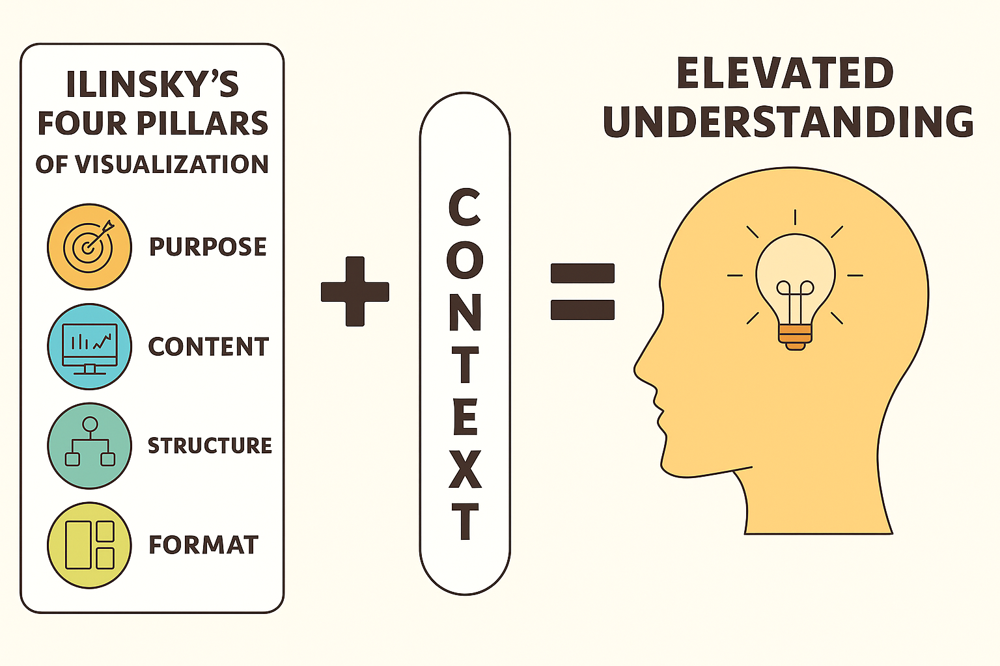 ILINSKY’S
FOUR PILLARS
OF VISUALIZATION
PURPOSE
CONTENT
STRUCTURE
FORMAT
+
CONTEXT
=
ELEVATED
UNDERSTANDING